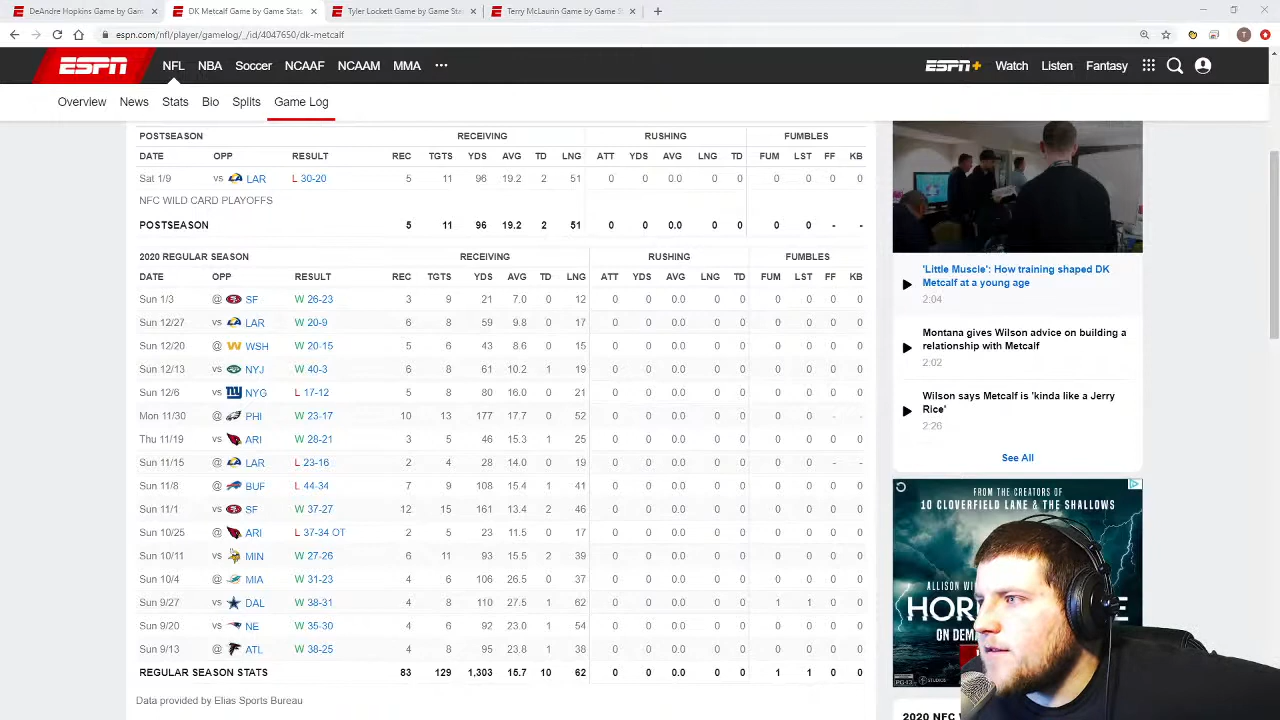 DeAndre Hopkins Game by Gam
DK Metcalf Game by Game Stats
Tyler Lockett Game by Game Stat
Terry McLaurin Game by Game S
espn.com/nfl/player/gamelog/_/id/4047650/dk-metcalf
T
ESPN NFL NBA Soccer NCAAF NCAAM MMA ESPN+ Watch Listen Fantasy
Overview News Stats Bio Splits Game Log
POSTSEASON RECEIVING RUSHING FUMBLES
DATE OPP RESULT REC TGTS YDS AVG TD LNG ATT YDS AVG LNG TD FUM LST FF KB
Sat 1/9 vs LAR L 30-20 5 11 96 19.2 2 51 0 0 0.0 0 0 0 0 0 0
NFC WILD CARD PLAYOFFS
POSTSEASON 5 11 96 19.2 2 51 0 0 0.0 0 0 0 0 - -
2020 REGULAR SEASON RECEIVING RUSHING FUMBLES
DATE OPP RESULT REC TGTS YDS AVG TD LNG ATT YDS AVG LNG TD FUM LST FF KB
Sun 1/3 @ SF W 26-23 3 9 21 7.0 0 12 0 0 0.0 0 0 0 0 0 0
Sun 12/27 vs LAR W 20-9 6 8 59 9.8 0 17 0 0 0.0 0 0 0 0 0 0
Sun 12/20 @ WSH W 20-15 5 6 43 8.6 0 15 0 0 0.0 0 0 0 0 0 0
Sun 12/13 vs NYJ W 40-3 6 8 61 10.2 1 19 0 0 0.0 0 0 0 0 0 0
Sun 12/6 vs NYG L 17-12 5 8 80 16.0 0 21 0 0 0.0 0 0 0 0 0 0
Mon 11/30 @ PHI W 23-17 10 13 177 17.7 0 52 0 0 0.0 0 0 0 0 - -
Thu 11/19 vs ARI W 28-21 3 5 46 15.3 1 25 0 0 0.0 0 0 0 0 0 0
Sun 11/15 @ LAR L 23-16 2 4 28 14.0 0 19 0 0 0.0 0 0 0 0 - -
Sun 11/8 @ BUF L 44-34 7 9 108 15.4 1 41 0 0 0.0 0 0 0 0 0 0
Sun 11/1 vs SF W 37-27 12 15 161 13.4 2 46 0 0 0.0 0 0 0 0 0 0
Sun 10/25 @ ARI L 37-34 OT 2 5 23 11.5 0 17 0 0 0.0 0 0 0 0 0 0
Sun 10/11 vs MIN W 27-26 6 11 93 15.5 2 39 0 0 0.0 0 0 0 0 0 0
Sun 10/4 @ MIA W 31-23 4 6 106 26.5 0 37 0 0 0.0 0 0 0 0 0 0
Sun 9/27 vs DAL W 38-31 4 8 110 27.5 1 62 0 0 0.0 0 0 1 1 0 0
Sun 9/20 vs NE W 35-30 4 6 92 23.0 1 54 0 0 0.0 0 0 0 0 0 0
Sun 9/13 @ ATL W 38-25 4 8 95 23.8 1 38 0 0 0.0 0 0 0 0 0 0
REGULAR SEASON STATS 83 129 1,303 15.7 10 62 0 0 0.0 0 0 1 1 0 0
Data provided by Elias Sports Bureau
'Little Muscle': How training shaped DK
Metcalf at a young age
2:04
Montana gives Wilson advice on building a
relationship with Metcalf
2:02
Wilson says Metcalf is 'kinda like a Jerry
Rice'
2:26
See All
FROM THE CREATORS OF
10 CLOVERFIELD LANE & THE SHALLOWS
ALLISON
ON
PG-13
STUDIOS
2020 NFC